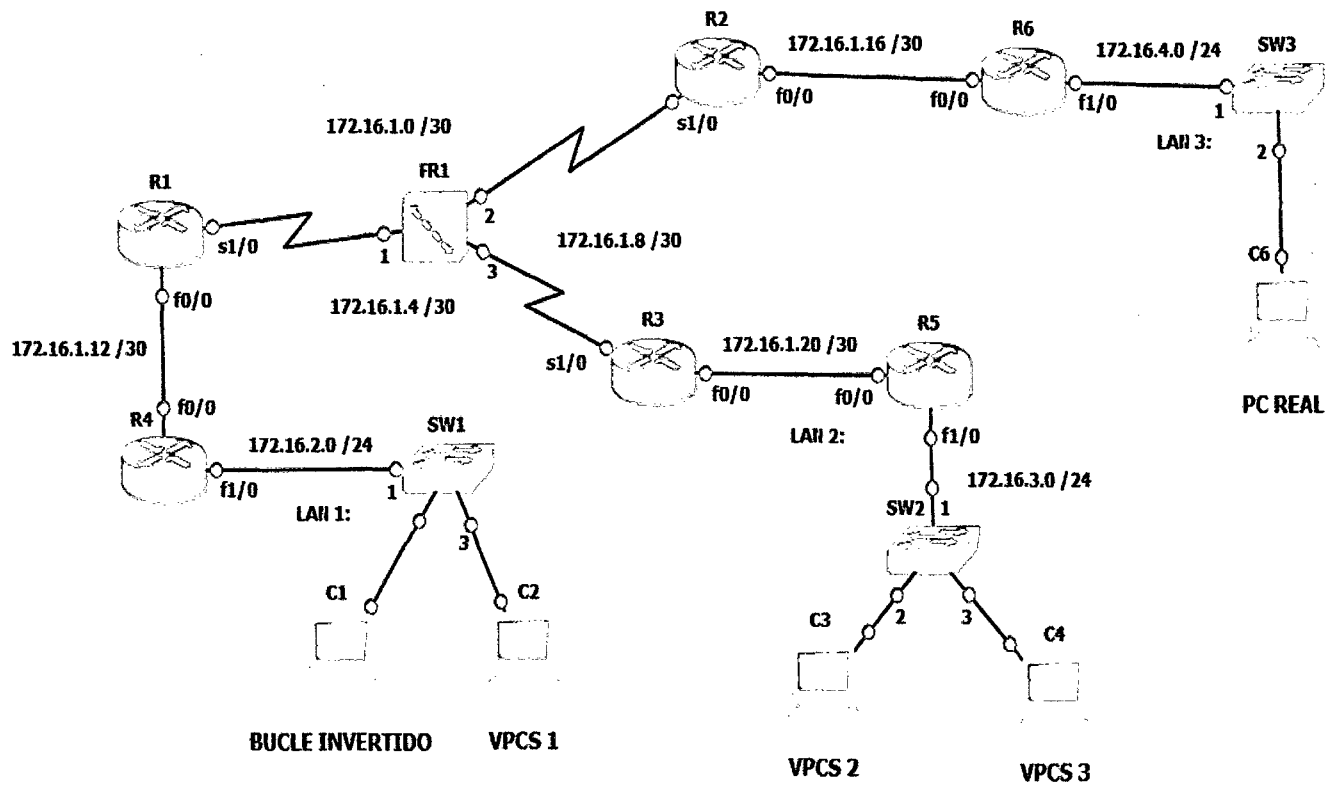 R2
172.16.1.16 /30
R6
172.16.4.0 /24
SW3
f0/0
f0/0
f1/0
1
s1/0
LAN 3:
2
172.16.1.0 /30
FR1
2
R1
s1/0
1
3
172.16.1.8 /30
C6
f0/0
172.16.1.4 /30
R3
172.16.1.20 /30
R5
172.16.1.12 /30
s1/0
f0/0
f0/0
PC REAL
f0/0
R4
172.16.2.0 /24
SW1
LAN 2:
f1/0
f1/0
1
172.16.3.0 /24
LAN 1:
SW2
1
3
C1
C2
C3
2
3
C4
BUCLE INVERTIDO
VPCS 1
VPCS 2
VPCS 3